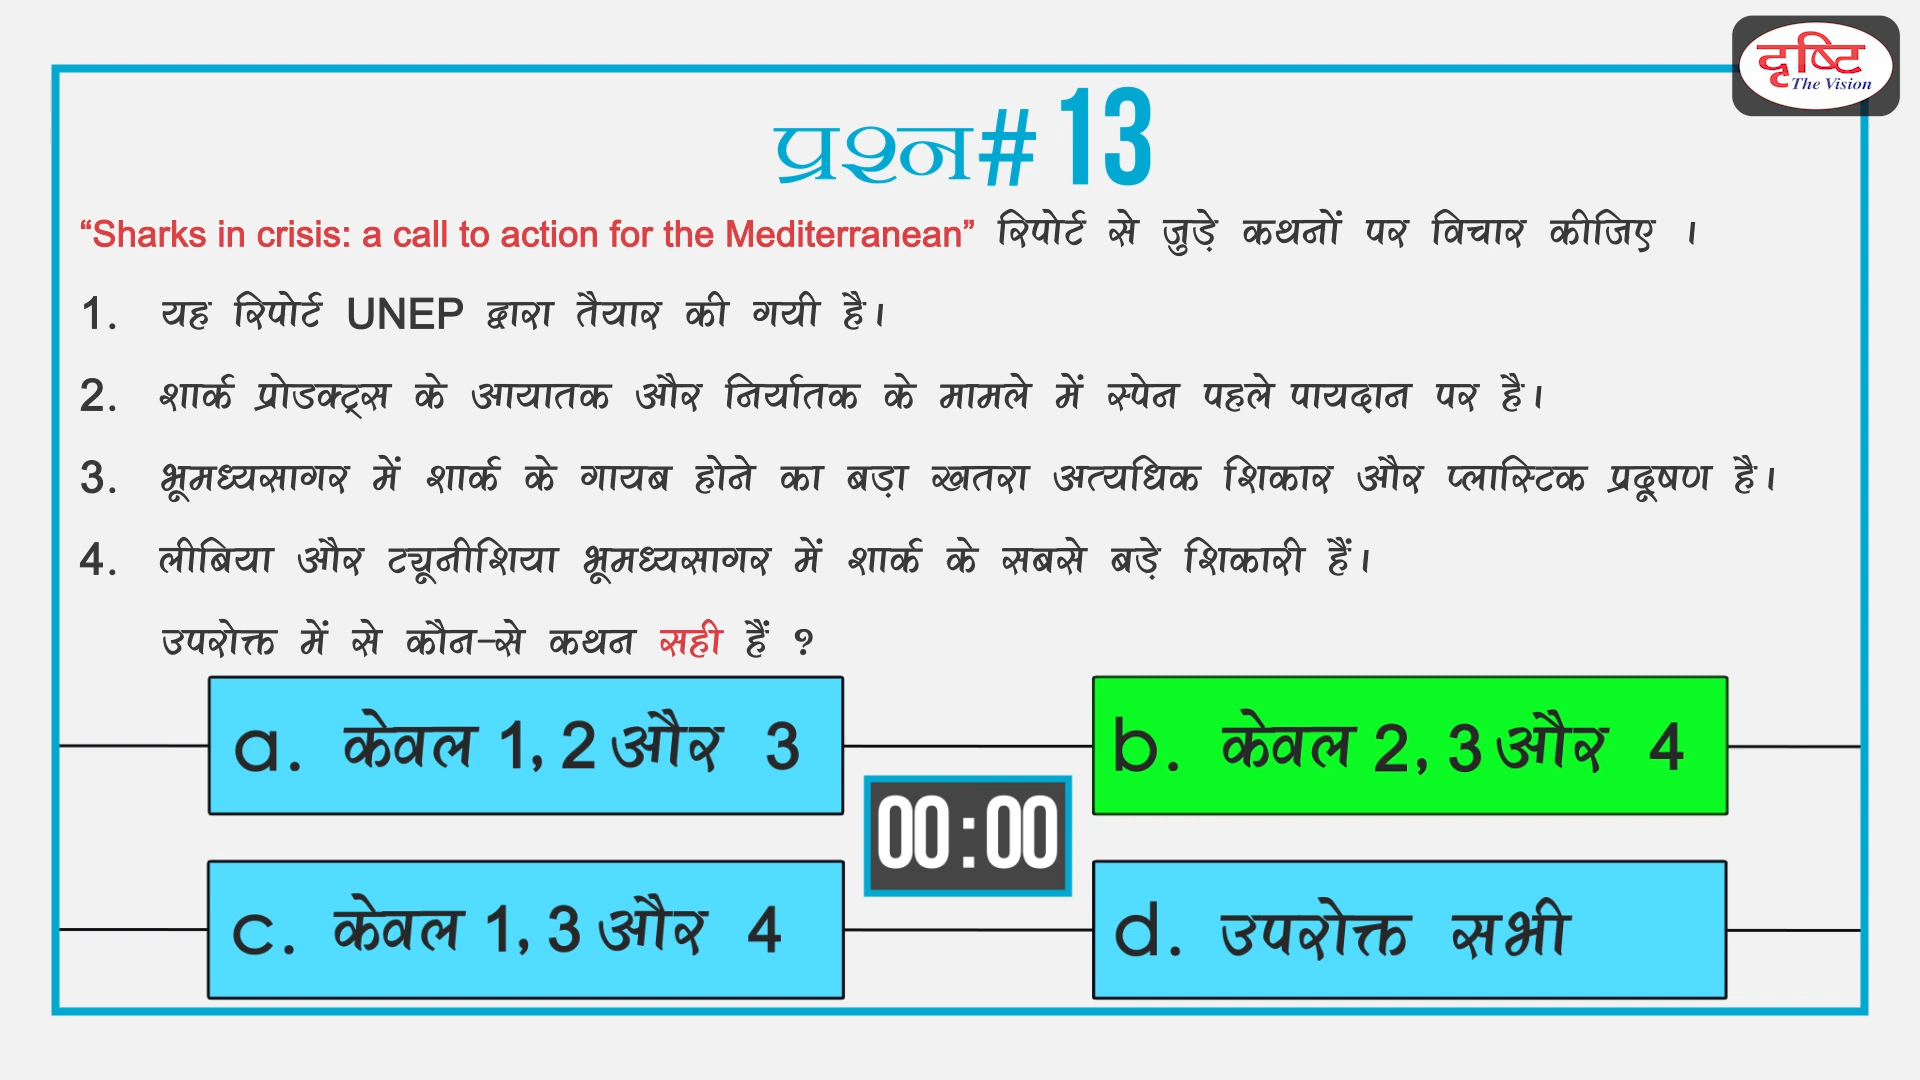 दृष्टि
The Vision
प्रश्न# 13
“Sharks in crisis: a call to action for the Mediterranean” रिपोर्ट से जुड़े कथनों पर विचार कीजिए ।
1. यह रिपोर्ट UNEP द्वारा तैयार की गयी है।
2. शार्क प्रोडक्ट्स के आयातक और निर्यातक के मामले में स्पेन पहले पायदान पर है।
3. भूमध्यसागर में शार्क के गायब होने का बड़ा खतरा अत्यधिक शिकार और प्लास्टिक प्रदूषण है।
4. लीबिया और ट्यूनीशिया भूमध्यसागर में शार्क के सबसे बड़े शिकारी हैं।
उपरोक्त में से कौन-से कथन सही हैं ?
a. केवल 1, 2 और 3
b. केवल 2, 3 और 4
00:00
c. केवल 1, 3 और 4
d. उपरोक्त सभी